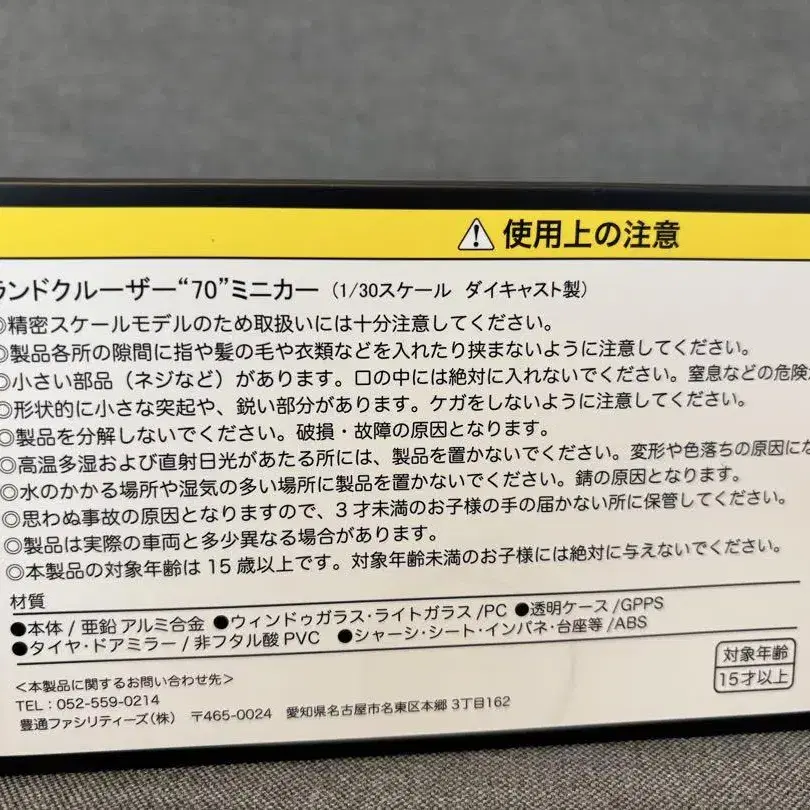 ⚠ 使用上の注意
ランドクルーザー“70”ミニカー（1/30スケール ダイキャスト製）
◎精密スケールモデルのため取扱いには十分注意してください。
◎製品各所の隙間に指や髪の毛や衣類などを入れたり挟まないように注意してください。
◎小さい部品（ネジなど）があります。口の中には絶対に入れないでください。窒息などの危険が
◎形状的に小さな突起や、鋭い部分があります。ケガをしないように注意してください。
◎製品を分解しないでください。破損・故障の原因となります。
◎高温多湿および直射日光があたる所には、製品を置かないでください。変形や色落ちの原因にな
◎水のかかる場所や湿気の多い場所に製品を置かないでください。錆の原因となります。
◎思わぬ事故の原因となりますので、３才未満のお子様の手の届かない所に保管してください。
◎製品は実際の車両と多少異なる場合があります。
◎本製品の対象年齢は 15 歳以上です。対象年齢未満のお子様には絶対に与えないでください。
材質
●本体 / 亜鉛 アルミ合金 ●ウィンドゥガラス・ライトガラス /PC ●透明ケース /GPPS
●タイヤ・ドアミラー / 非フタル酸 PVC ●シャーシ・シート・インパネ・台座等 /ABS
対象年齢
15才以上
＜本製品に関するお問い合わせ先＞
TEL：052-559-0214
豊通ファシリティーズ（株） 〒465-0024 愛知県名古屋市名東区本郷 3丁目162